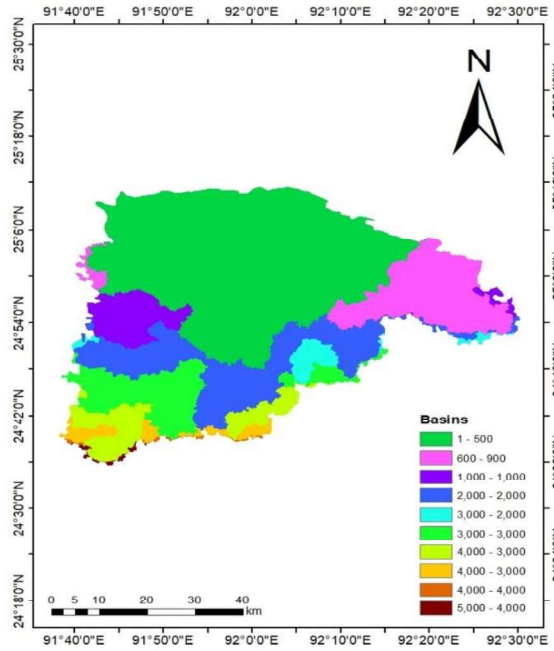 91°40'0"E 91°50'0"E 92°0'0"E 92°10'0"E 92°20'0"E 92°30'0"E
25°30'0"N
N
25°18'0"N
25°6'0"N
24°54'0"N
24°42'0"N
24°30'0"N
24°18'0"N
Basins
1 - 500
600 - 900
1,000 - 1,000
2,000 - 2,000
3,000 - 2,000
3,000 - 3,000
4,000 - 3,000
4,000 - 3,000
4,000 - 4,000
5,000 - 4,000
0 5 10 20 30 40
km
91°40'0"E 91°50'0"E 92°0'0"E 92°10'0"E 92°20'0"E 92°30'0"E